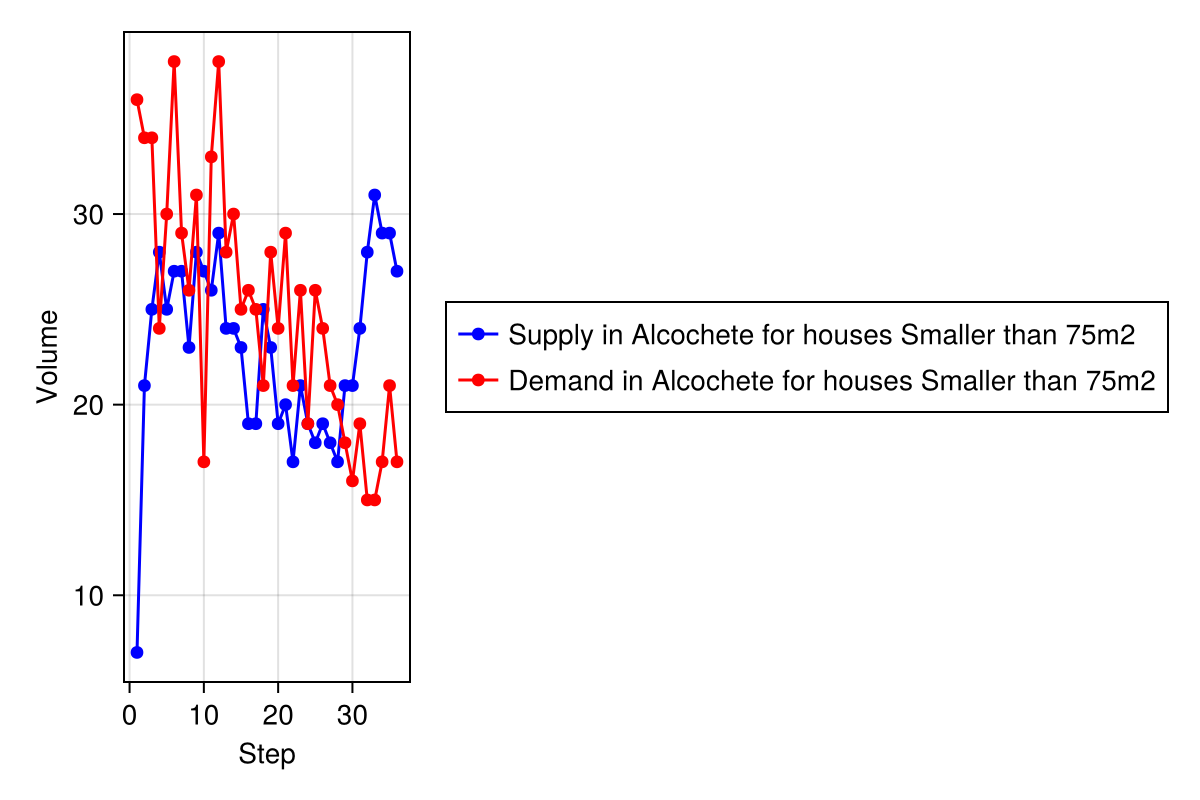 Volume
30
20
10
0 10 20 30
Step
Supply in Alcochete for houses Smaller than 75m2
Demand in Alcochete for houses Smaller than 75m2